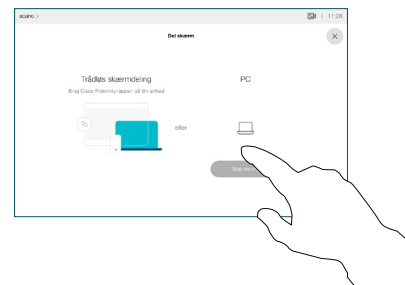 acano >
11:28
Del skærm
Trådløs skærmdeling
Brug Cisco Proximity-appen på din enhed
PC
eller